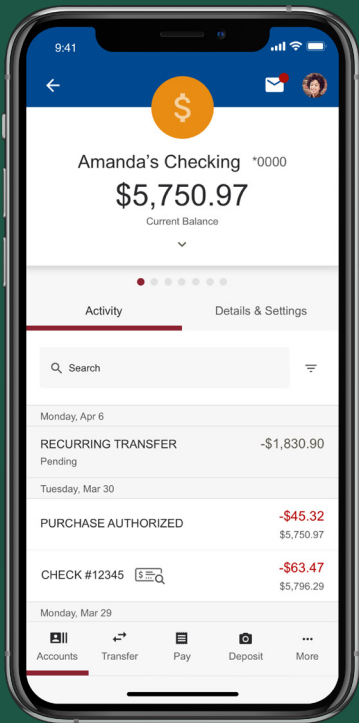 9:41
$
Amanda's Checking *0000
$5,750.97
Current Balance
Activity Details & Settings
Search
Monday, Apr 6
RECURRING TRANSFER -$1,830.90
Pending
Tuesday, Mar 30
PURCHASE AUTHORIZED -$45.32
$5,750.97
CHECK #12345 $ -$63.47
$5,796.29
Monday, Mar 29
Accounts Transfer Pay Deposit More